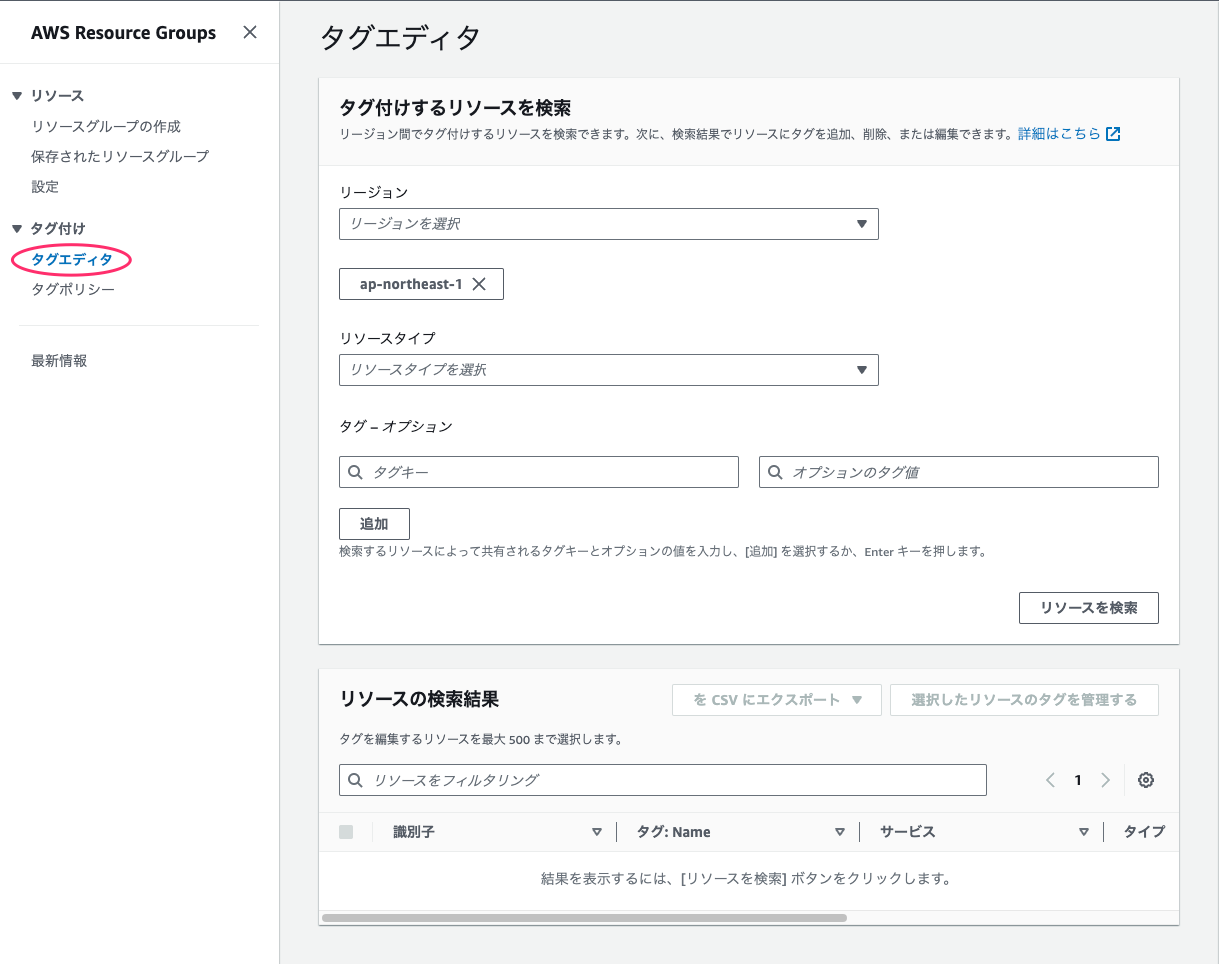 AWS Resource Groups
リソース
リソースグループの作成
保存されたリソースグループ
設定
タグ付け
タグエディタ
タグポリシー
最新情報
タグエディタ
タグ付けするリソースを検索
リージョン間でタグ付けするリソースを検索できます。次に、検索結果でリソースにタグを追加、削除、または編集できます。詳細はこちら
リージョン
リージョンを選択
ap-northeast-1
リソースタイプ
リソースタイプを選択
タグ – オプション
タグキー
オプションのタグ値
追加
検索するリソースによって共有されるタグキーとオプションの値を入力し、[追加] を選択するか、Enter キーを押します。
リソースを検索
リソースの検索結果
を CSV にエクスポート
選択したリソースのタグを管理する
タグを編集するリソースを最大 500 まで選択します。
リソースをフィルタリング
1
識別子
タグ: Name
サービス
タイプ
結果を表示するには、[リソースを検索] ボタンをクリックします。